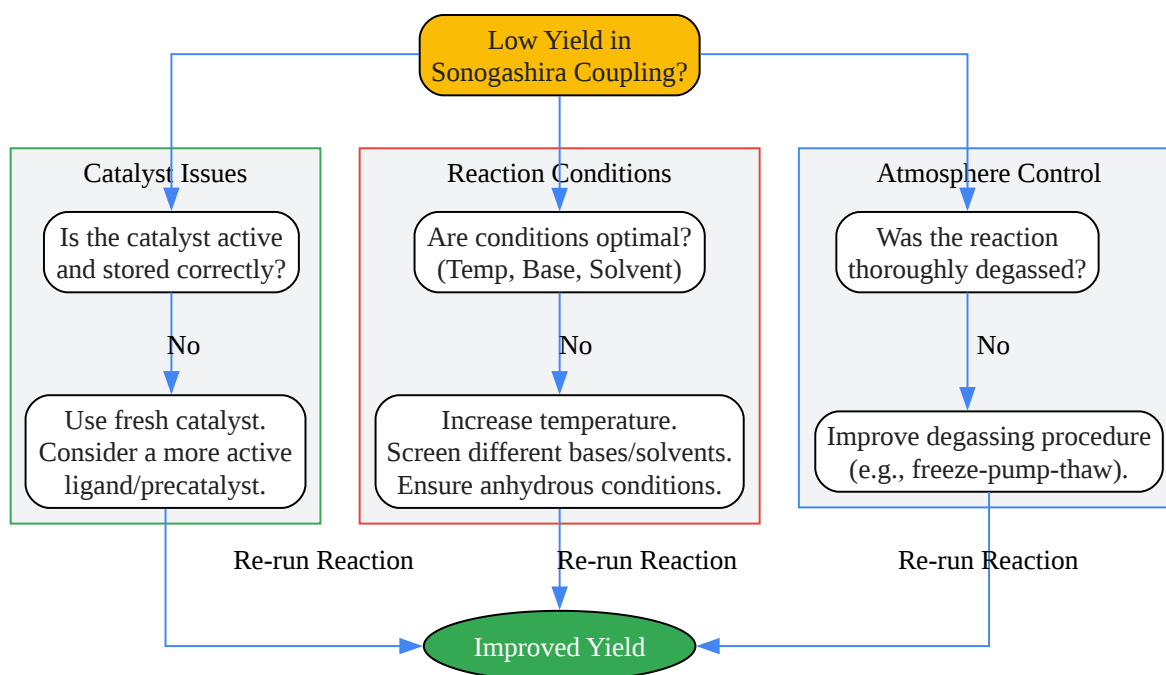 Low Yield in
Sonogashira Coupling?
Catalyst Issues
Is the catalyst active
and stored correctly?
No
Use fresh catalyst.
Consider a more active
ligand/precatalyst.
Re-run Reaction
Reaction Conditions
Are conditions optimal?
(Temp, Base, Solvent)
No
Increase temperature.
Screen different bases/solvents.
Ensure anhydrous conditions.
Re-run Reaction
Atmosphere Control
Was the reaction
thoroughly degassed?
No
Improve degassing procedure
(e.g., freeze-pump-thaw).
Re-run Reaction
Improved Yield